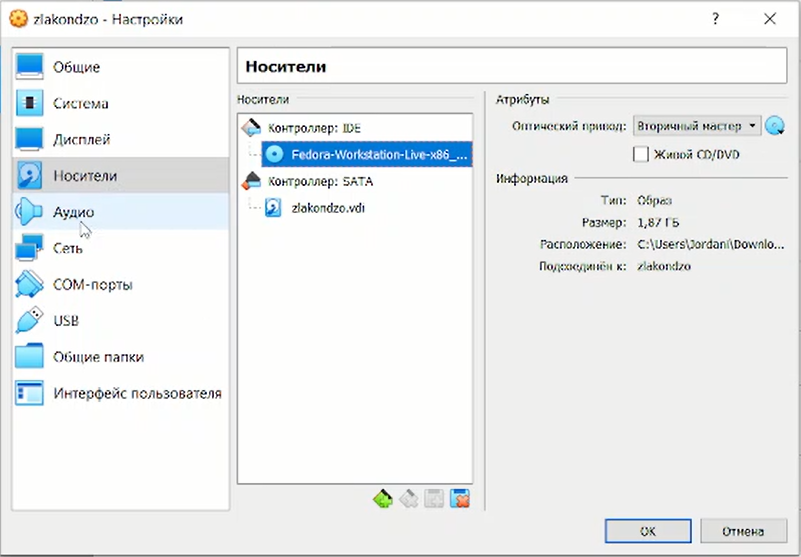 zlakondzo - Настройки
?
Общие
Система
Дисплей
Носители
Аудио
Сеть
COM-порты
USB
Общие папки
Интерфейс пользователя
Носители
Носители
Контроллер: IDE
Fedora-Workstation-Live-x86_...
Контроллер: SATA
zlakondzo.vdi
Атрибуты
Оптический привод: Вторичный мастер
Живой CD/DVD
Информация
Тип: Образ
Размер: 1,87 ГБ
Расположение: C:\Users\Jordani\Downlo...
Подсоединён к: zlakondzo
OK
Отмена